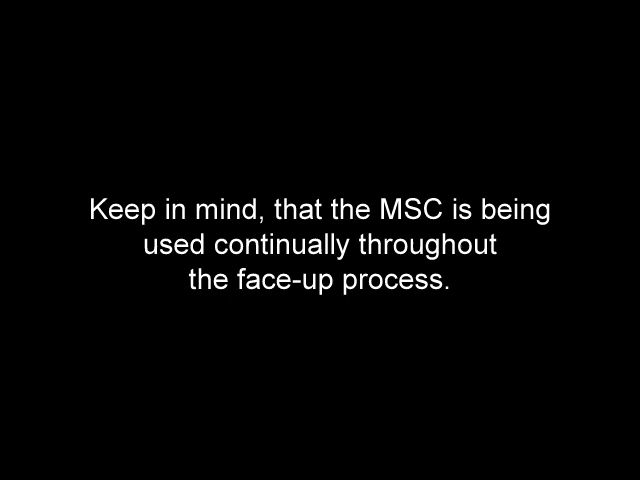 Keep in mind, that the MSC is being
used continually throughout
the face-up process.